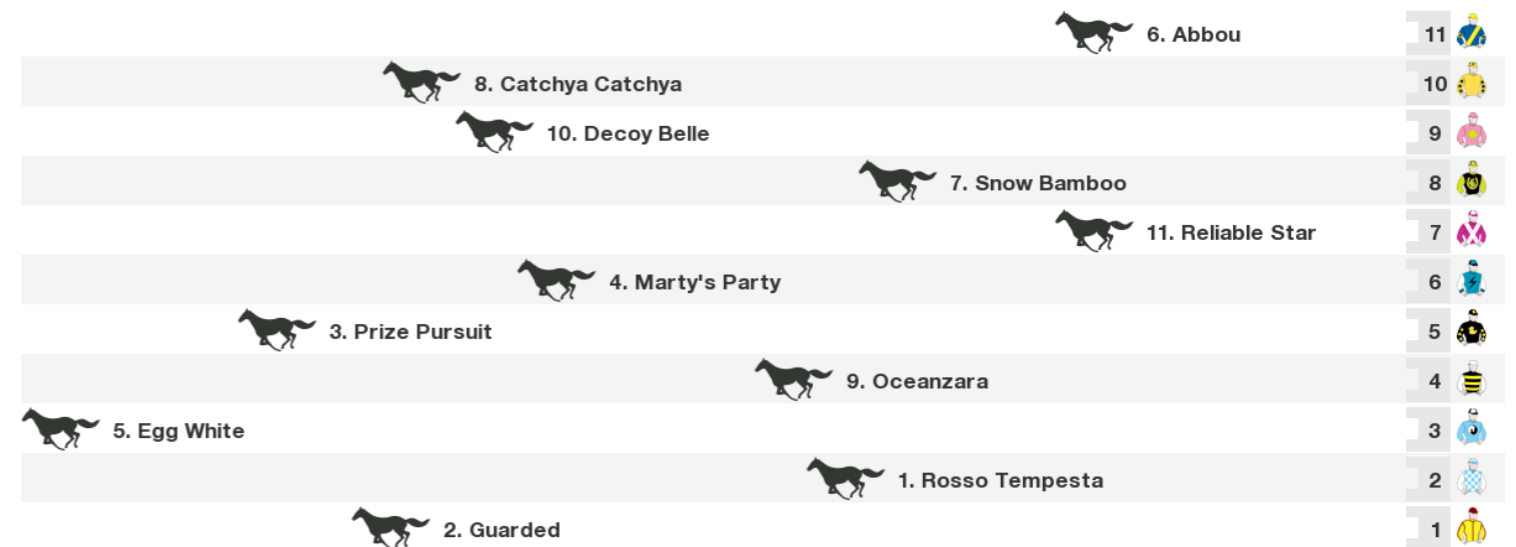 6. Abbou 11
8. Catchya Catchya 10
10. Decoy Belle 9
7. Snow Bamboo 8
11. Reliable Star 7
4. Marty's Party 6
3. Prize Pursuit 5
9. Oceanzara 4
5. Egg White 3
1. Rosso Tempesta 2
2. Guarded 1